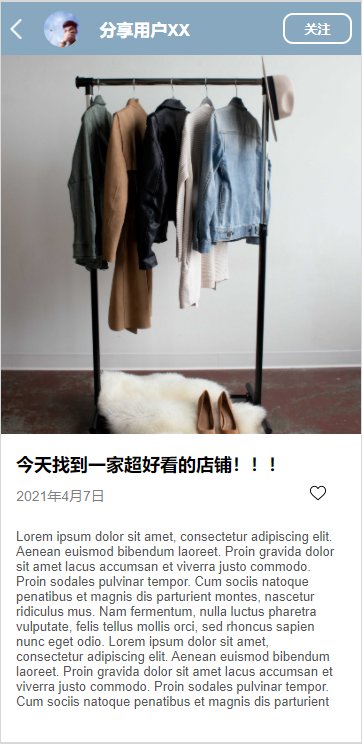 分享用户XX
关注
今天找到一家超好看的店铺！！！
2021年4月7日
Lorem ipsum dolor sit amet, consectetur adipiscing elit.
Aenean euismod bibendum laoreet. Proin gravida dolor
sit amet lacus accumsan et viverra justo commodo.
Proin sodales pulvinar tempor. Cum sociis natoque
penatibus et magnis dis parturient montes, nascetur
ridiculus mus. Nam fermentum, nulla luctus pharetra
vulputate, felis tellus mollis orci, sed rhoncus sapien
nunc eget odio. Lorem ipsum dolor sit amet,
consectetur adipiscing elit. Aenean euismod bibendum
laoreet. Proin gravida dolor sit amet lacus accumsan et
viverra justo commodo. Proin sodales pulvinar tempor.
Cum sociis natoque penatibus et magnis dis parturient